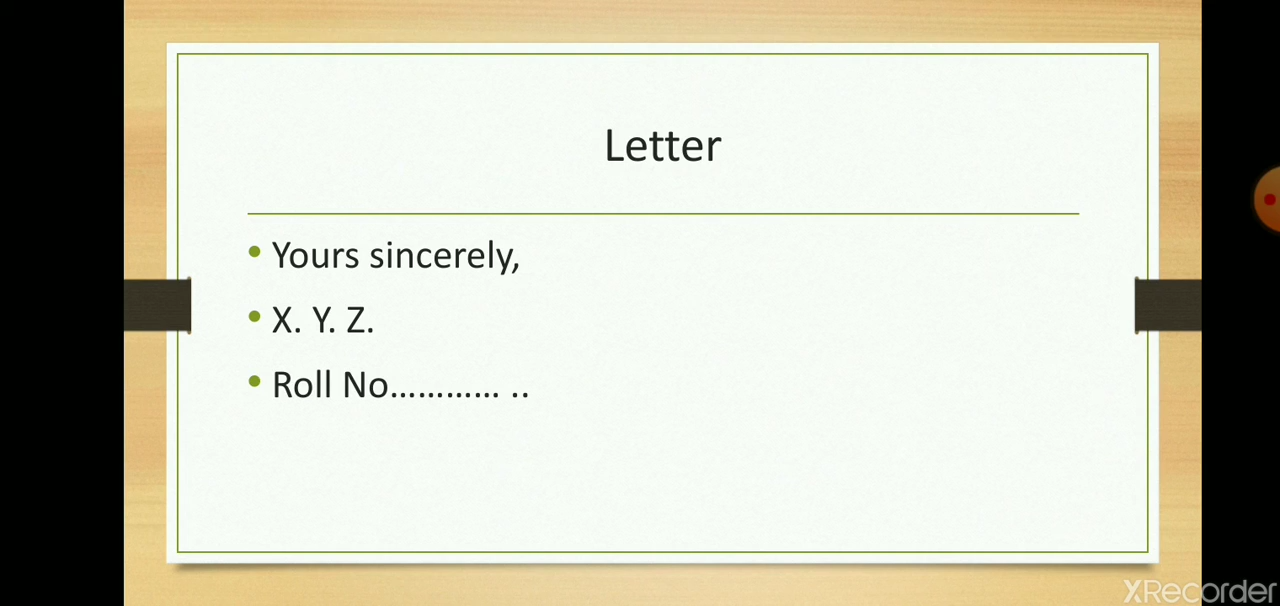 Letter
Yours sincerely,
X. Y. Z.
Roll No………… ..
XRecorder